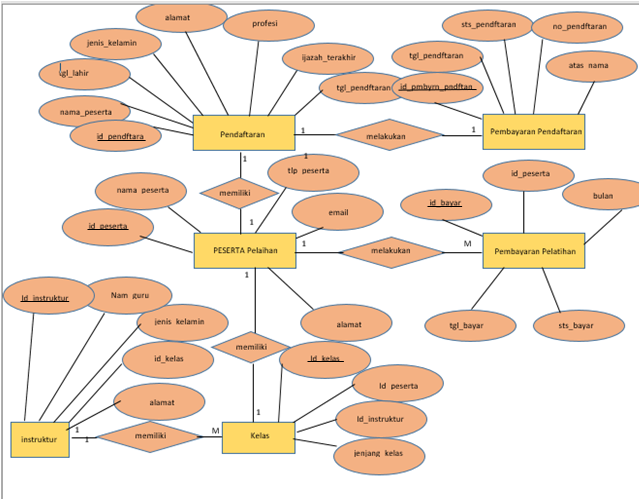 alamat
profesi
sts_pendftaran
no_pendftaran
jenis_kelamin
ijazah_terakhir
tgl_pendftaran
atas nama
tgl_lahir
tgl_pendftaran
id_pmbyrn_pndftan
nama_peserta
id_pendftara
Pendaftaran
1
melakukan
1
Pembayaran Pendaftaran
1
1
tlp peserta
memiliki
nama peserta
id_peserta
id_peserta
bulan
id_bayar
email
1
PESERTA Pelaihan
1
melakukan
M
Pembayaran Pelatihan
1
Id_instruktur
Nam guru
jenis kelamin
alamat
tgl_bayar
sts_bayar
memiliki
id_kelas
Id_kelas
Id peserta
alamat
1
Id_instruktur
instruktur
1
1
memiliki
M
Kelas
jenjang kelas